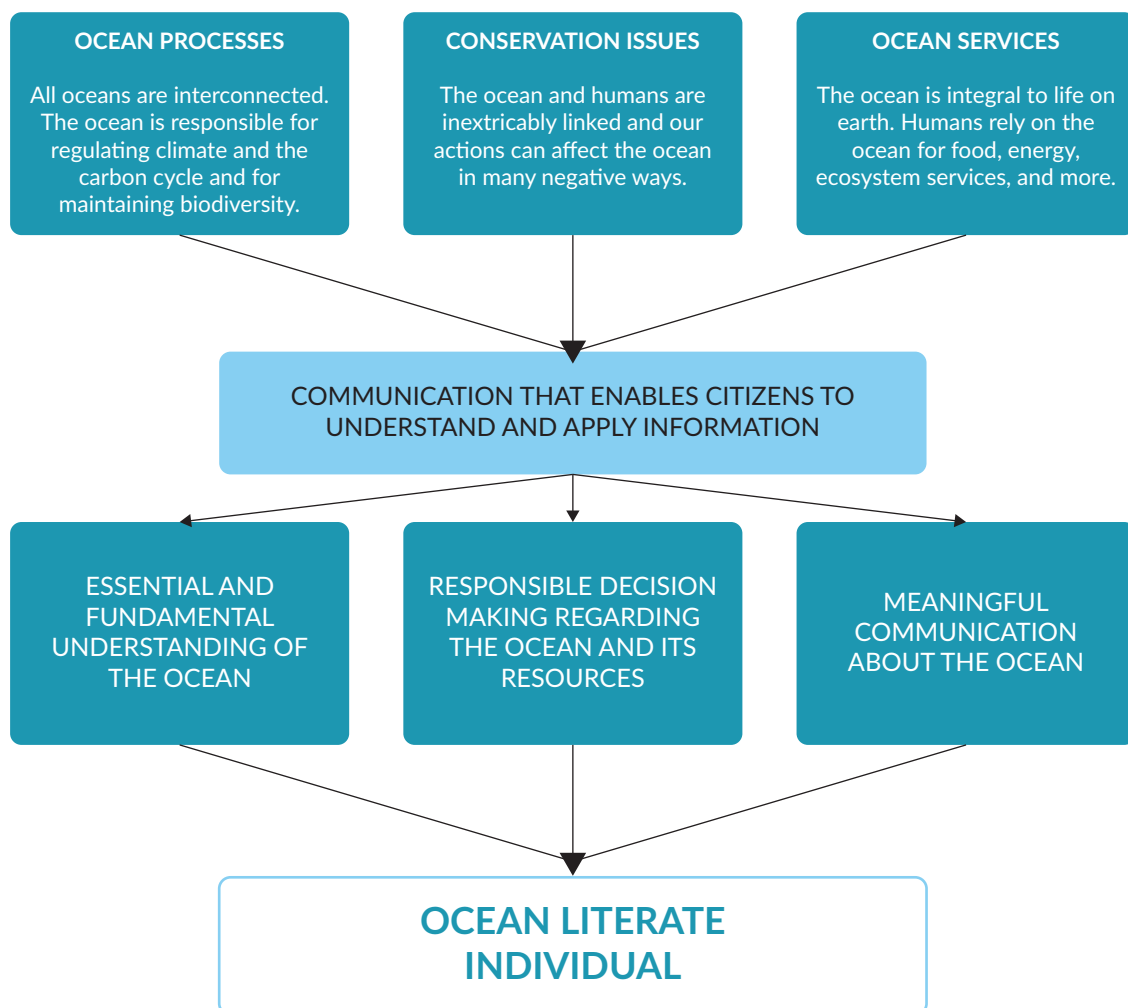 OCEAN PROCESSES
All oceans are interconnected.
The ocean is responsible for
regulating climate and the
carbon cycle and for
maintaining biodiversity.
CONSERVATION ISSUES
The ocean and humans are
inextricably linked and our
actions can affect the ocean
in many negative ways.
OCEAN SERVICES
The ocean is integral to life on
earth. Humans rely on the
ocean for food, energy,
ecosystem services, and more.
COMMUNICATION THAT ENABLES CITIZENS TO
UNDERSTAND AND APPLY INFORMATION
ESSENTIAL AND
FUNDAMENTAL
UNDERSTANDING OF
THE OCEAN
RESPONSIBLE DECISION
MAKING REGARDING
THE OCEAN AND ITS
RESOURCES
MEANINGFUL
COMMUNICATION
ABOUT THE OCEAN
OCEAN LITERATE
INDIVIDUAL